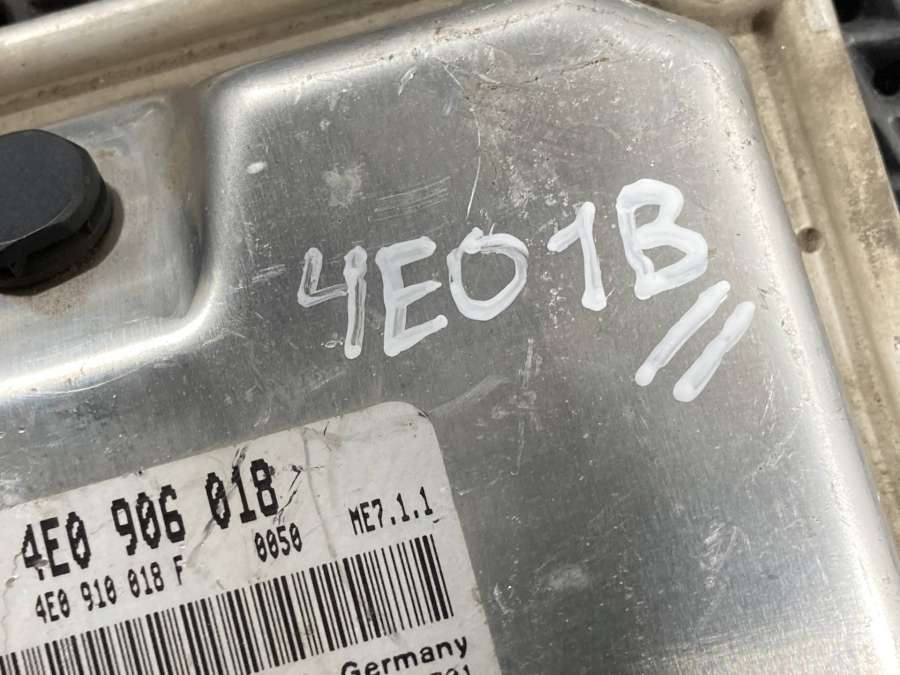 4E01B
//
4E0 906 018
0050 ME7.1.1
4E0 910 018 F
Germany